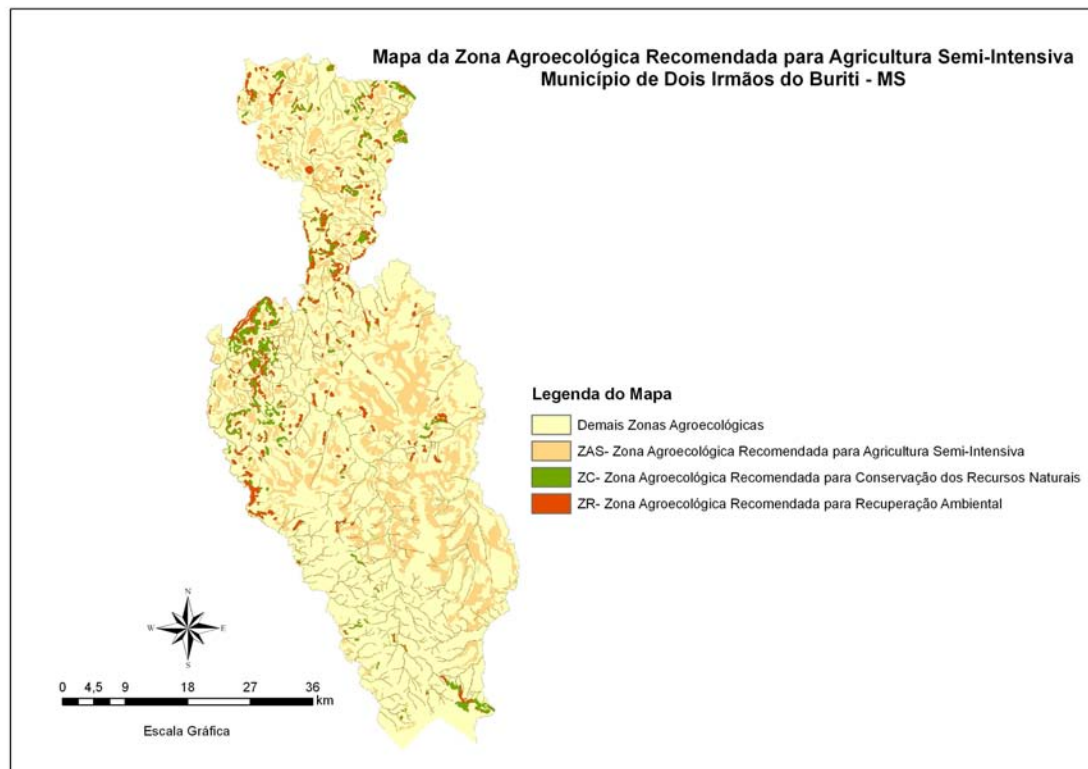 Mapa da Zona Agroecológica Recomendada para Agricultura Semi-Intensiva
Município de Dois Irmãos do Buriti - MS
Legenda do Mapa
Demais Zonas Agroecológicas
ZAS- Zona Agroecológica Recomendada para Agricultura Semi-Intensiva
ZC- Zona Agroecológica Recomendada para Conservação dos Recursos Naturais
ZR- Zona Agroecológica Recomendada para Recuperação Ambiental
N
W E
S
0 4,5 9 18 27 36
km
Escala Gráfica